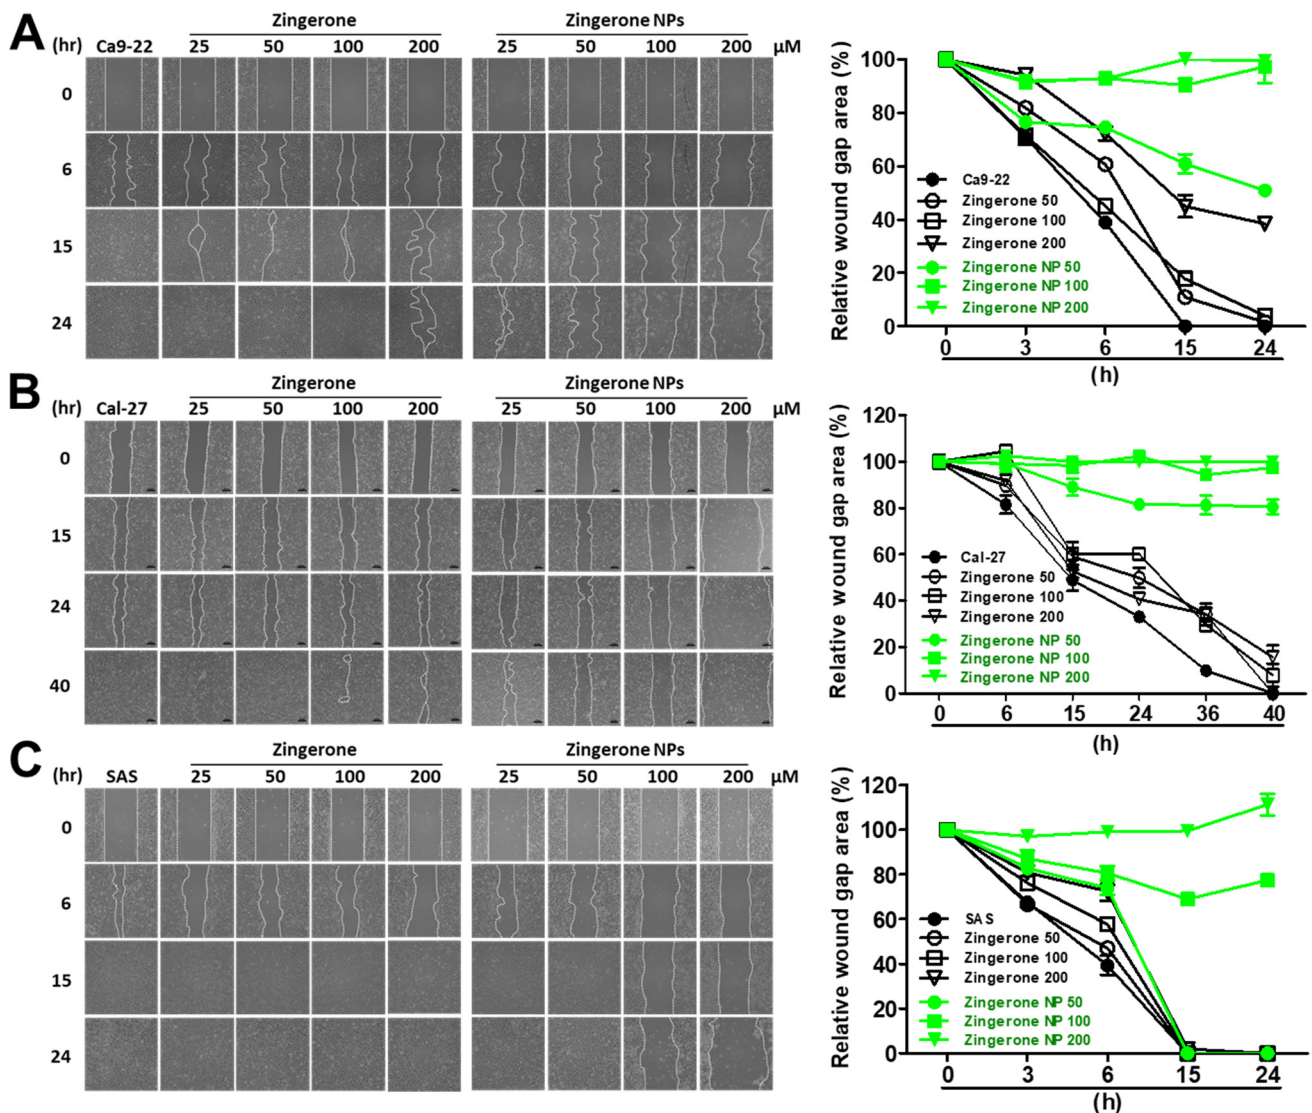 A
Zingerone
Zingerone NPs
(hr) Ca9-22 25 50 100 200 25 50 100 200 µM
0
6
15
24
Relative wound gap area (%)
100
80
60
40
20
0
Ca9-22
Zingerone 50
Zingerone 100
Zingerone 200
Zingerone NP 50
Zingerone NP 100
Zingerone NP 200
0 3 6 15 24
(h)
B
Zingerone
Zingerone NPs
(hr) Cal-27 25 50 100 200 25 50 100 200 µM
0
15
24
40
Relative wound gap area (%)
120
100
80
60
40
20
0
Cal-27
Zingerone 50
Zingerone 100
Zingerone 200
Zingerone NP 50
Zingerone NP 100
Zingerone NP 200
0 6 15 24 36 40
(h)
C
Zingerone
Zingerone NPs
(hr) SAS 25 50 100 200 25 50 100 200 µM
0
6
15
24
Relative wound gap area (%)
120
100
80
60
40
20
0
SAS
Zingerone 50
Zingerone 100
Zingerone 200
Zingerone NP 50
Zingerone NP 100
Zingerone NP 200
0 3 6 15 24
(h)